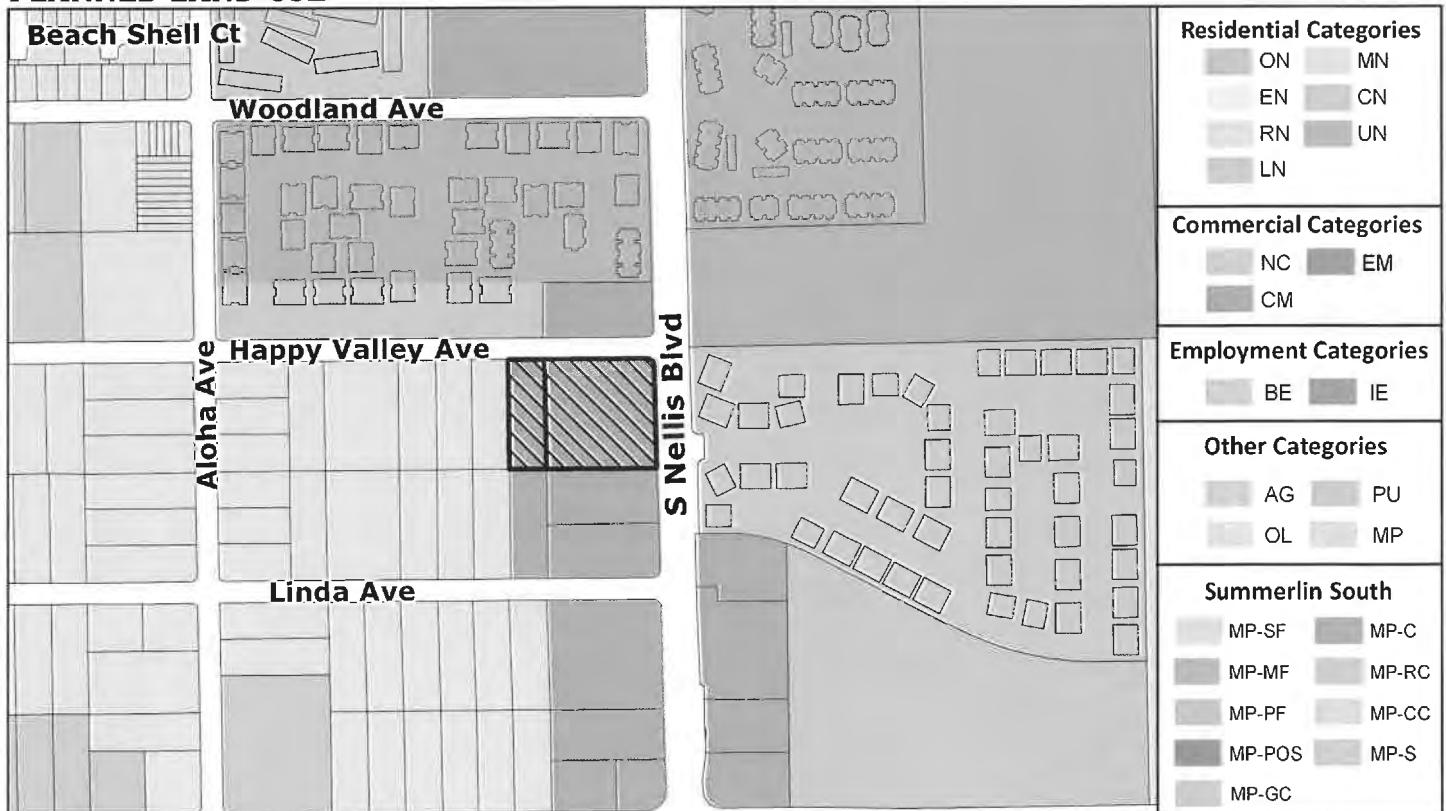 Beach Shell Ct
Woodland Ave
Happy Valley Ave
Aloha Ave
S Nellis Blvd
Linda Ave
Residential Categories
ON MN
EN CN
RN UN
LN
Commercial Categories
NC EM
CM
Employment Categories
BE IE
Other Categories
AG PU
OL MP
Summerlin South
MP-SF MP-C
MP-MF MP-RC
MP-PF MP-CC
MP-POS MP-S
MP-GC